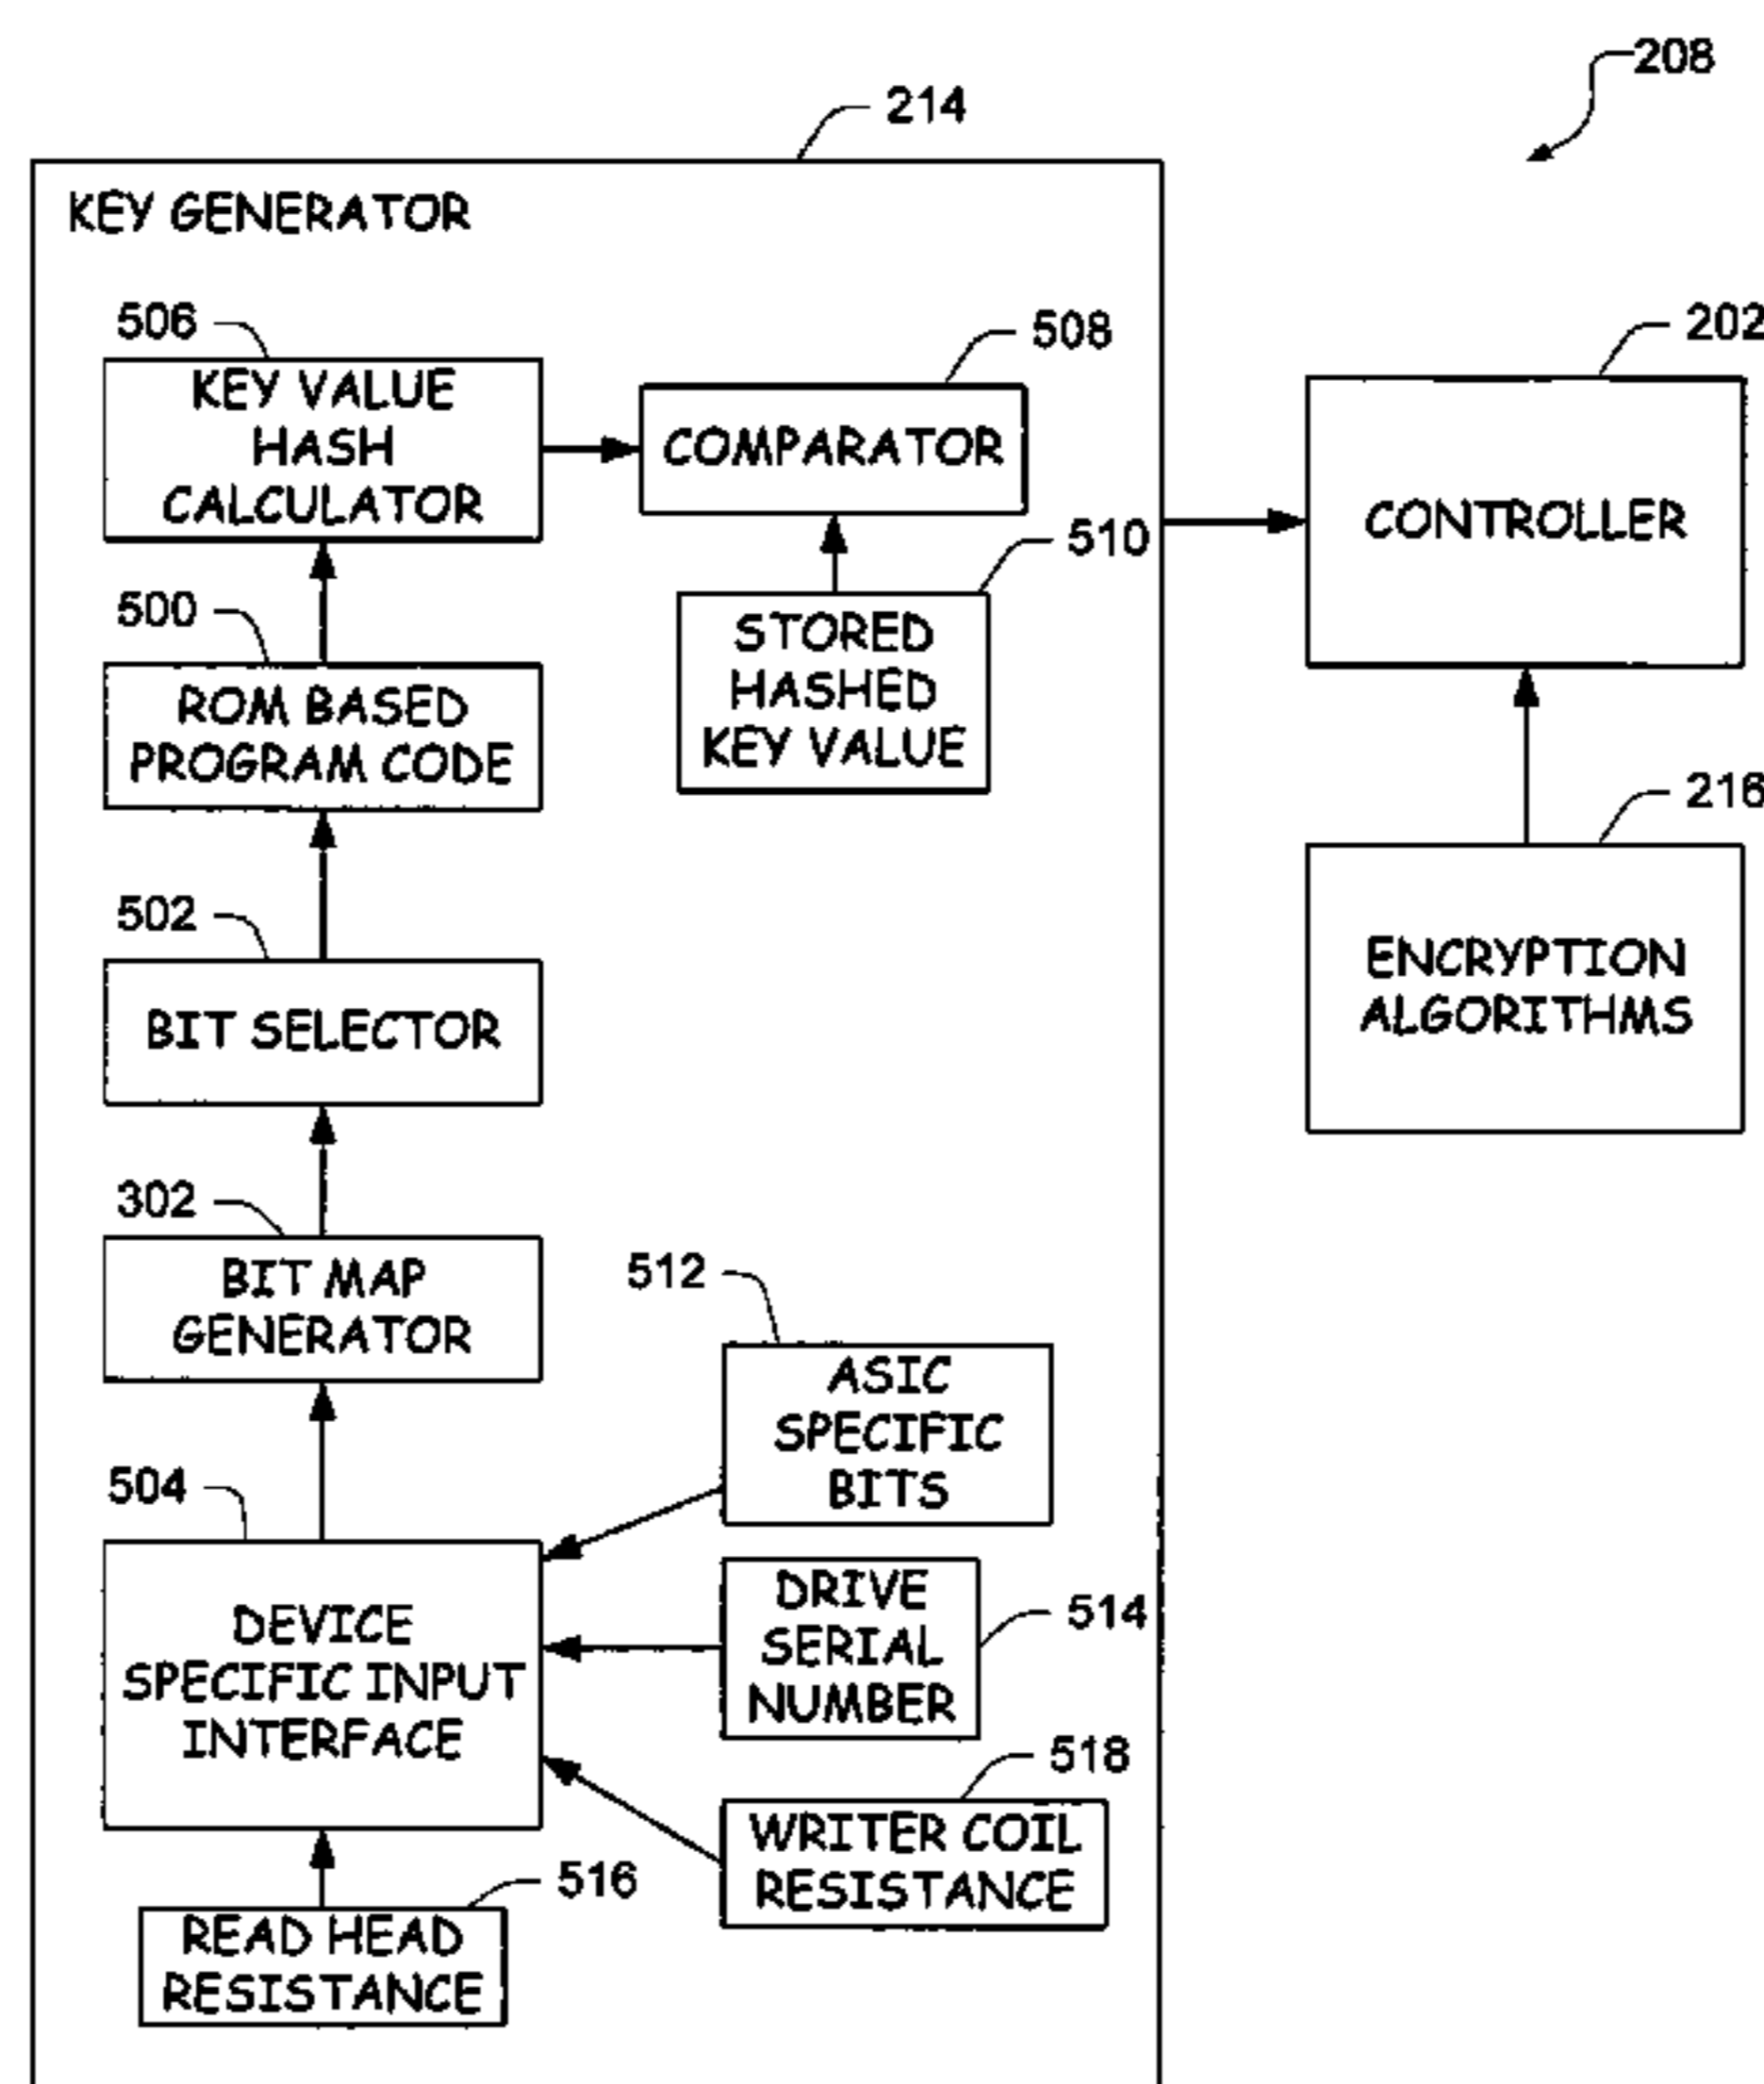 208
214
KEY GENERATOR
506
508
202
KEY VALUE
HASH
CALCULATOR
COMPARATOR
CONTROLLER
510
500
STORED
HASHED
KEY VALUE
ROM BASED
PROGRAM CODE
216
502
ENCRYPTION
ALGORITHMS
BIT SELECTOR
302
BIT MAP
GENERATOR
512
ASIC
SPECIFIC
BITS
504
DEVICE
SPECIFIC INPUT
INTERFACE
DRIVE
SERIAL
NUMBER
514
518
WRITER COIL
RESISTANCE
516
READ HEAD
RESISTANCE